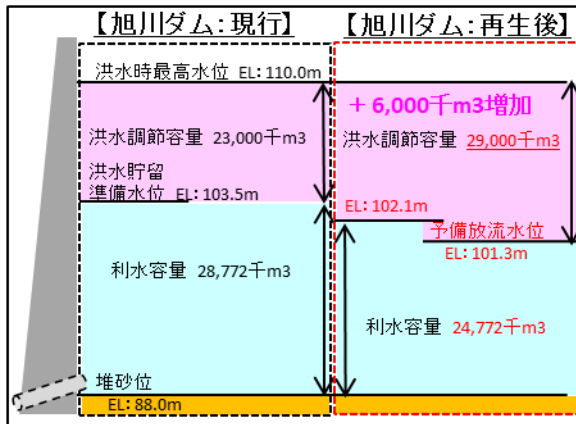 【旭川ダム：現行】
洪水時最高水位 EL：110.0m
洪水調節容量 23,000千m3
洪水貯留
準備水位 EL：103.5m
利水容量 28,772千m3
堆砂位
EL：88.0m
【旭川ダム：再生後】
＋6,000千m3増加
洪水調節容量 29,000千m3
EL：102.1m
予備放流水位
EL：101.3m
利水容量 24,772千m3